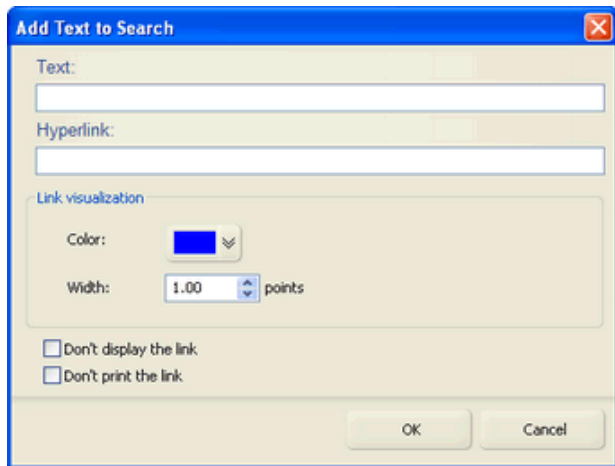 Add Text to Search
Text:
Hyperlink:
Link visualization
Color:
Width: 1.00 points
Don't display the link
Don't print the link
OK Cancel